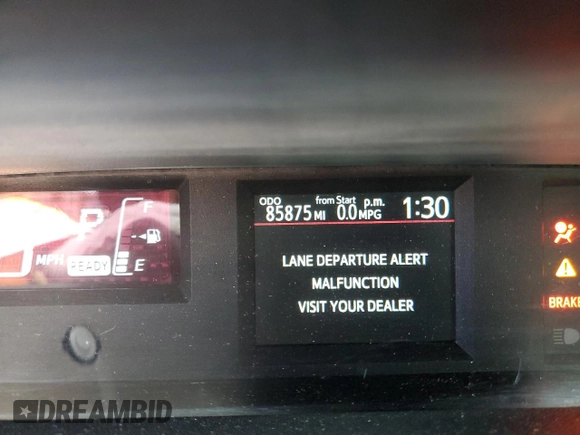 ODO from Start p.m.
85875 MI 0.0 MPG 1:30
LANE DEPARTURE ALERT
MALFUNCTION
VISIT YOUR DEALER
P F
MPH READY E
BRAKE
DREAMBID